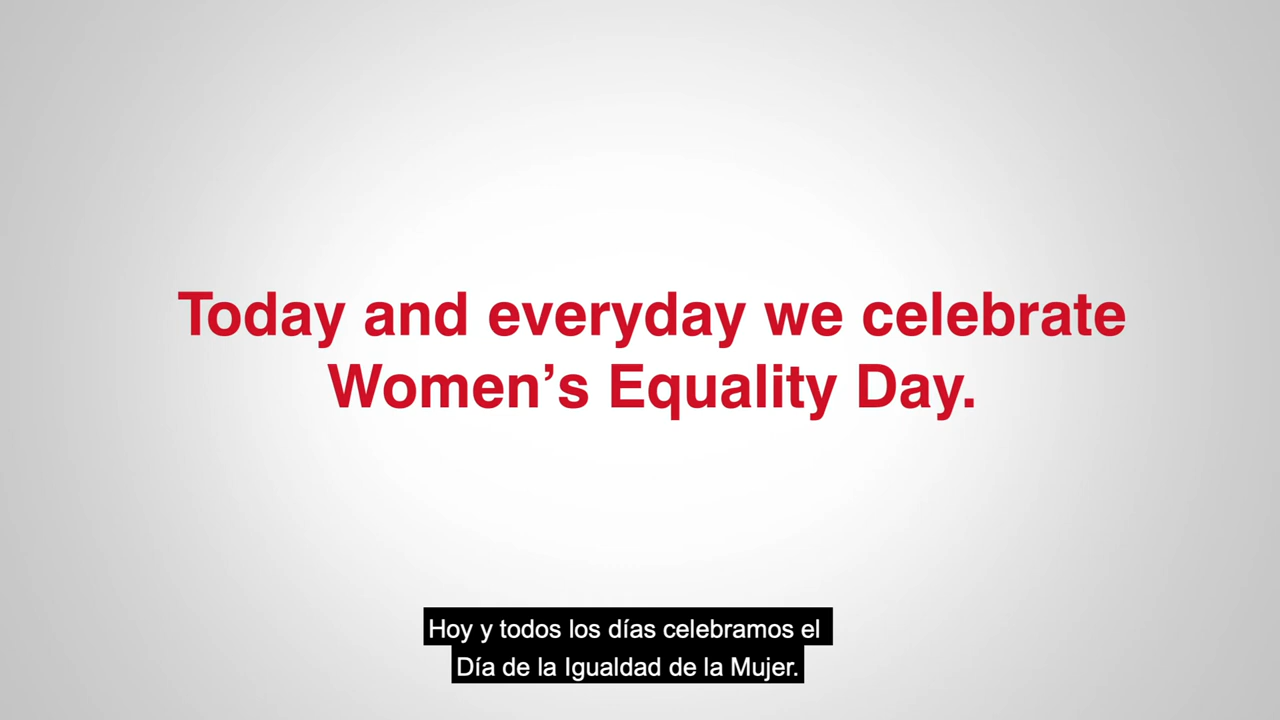 Today and everyday we celebrate
Women’s Equality Day.
Hoy y todos los días celebramos el
Día de la Igualdad de la Mujer.